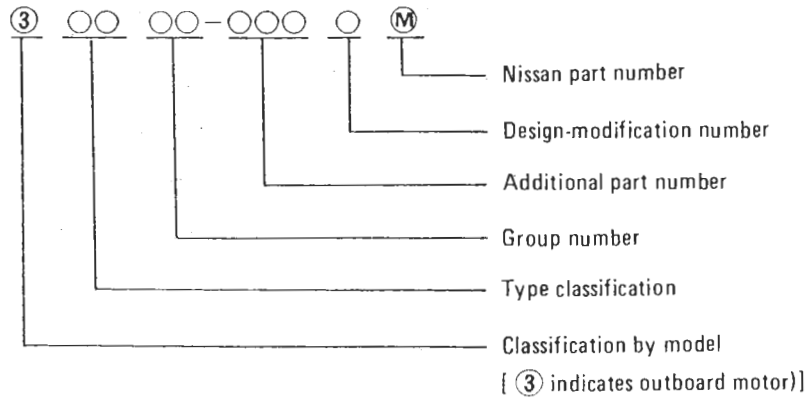 ③ ○○ ○○-○○○ ○ Ⓜ
Nissan part number
Design-modification number
Additional part number
Group number
Type classification
Classification by model
[ ③ indicates outboard motor)]